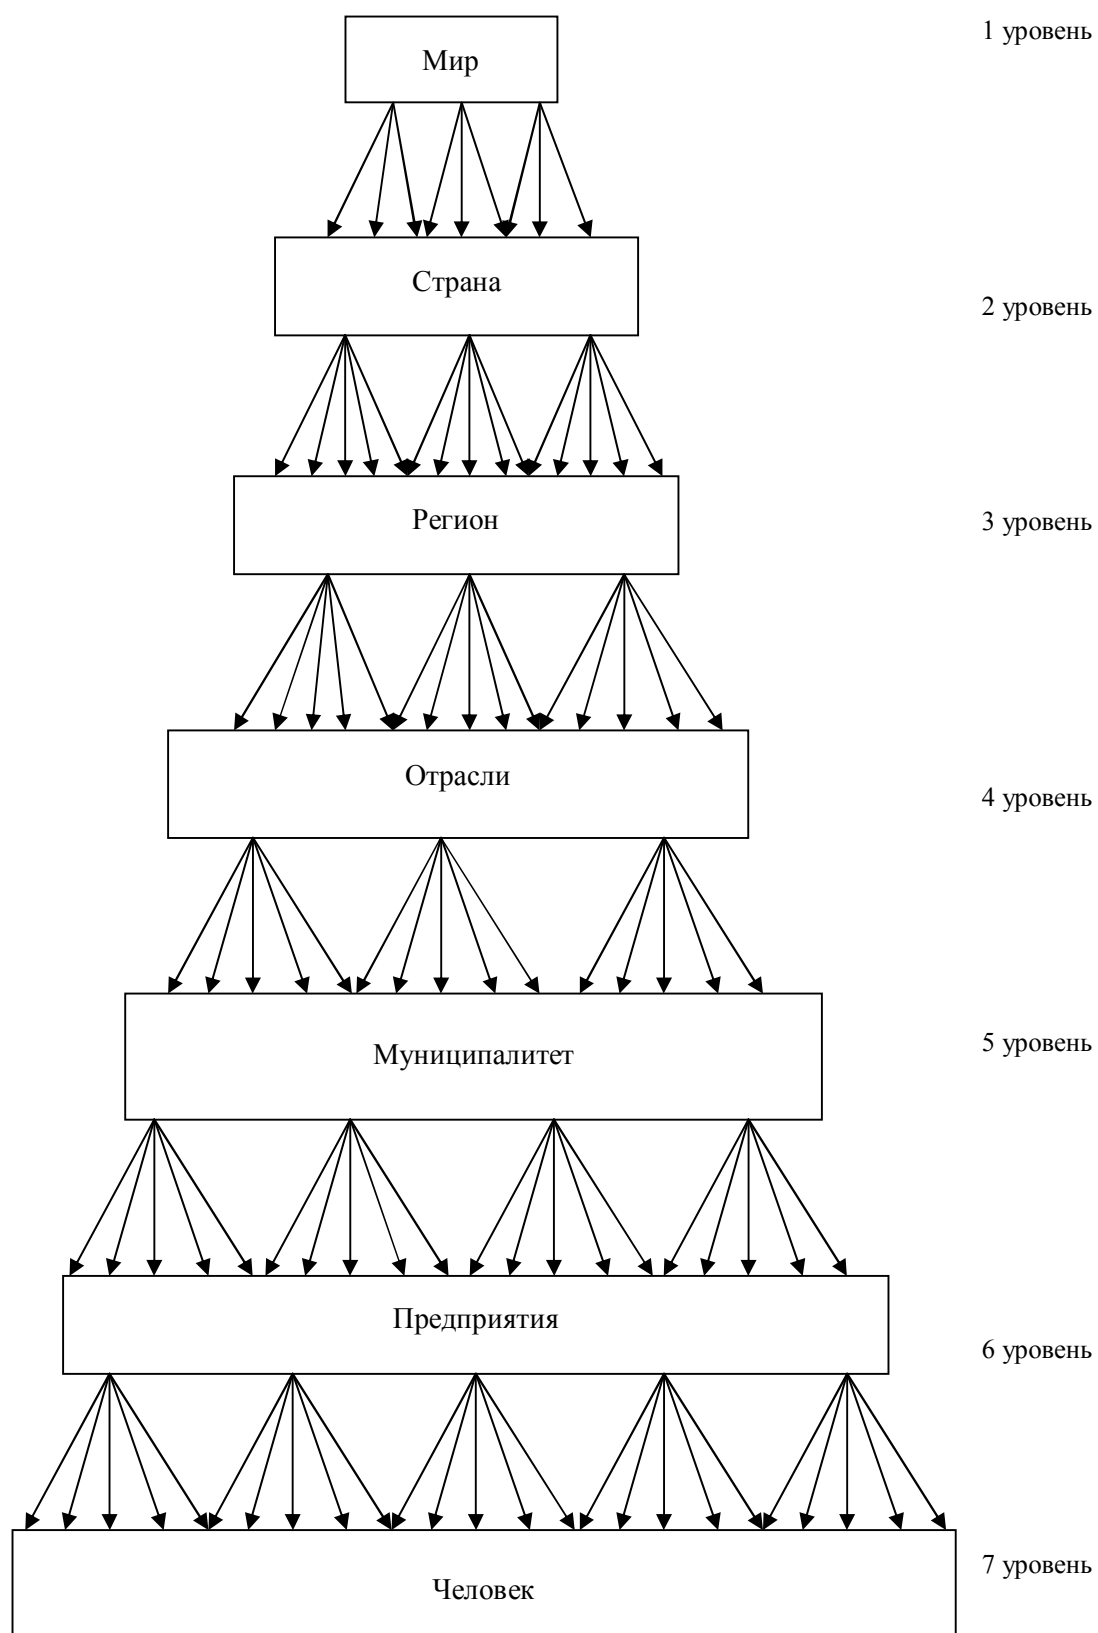 1 уровень
Мир
Страна
2 уровень
Регион
3 уровень
Отрасли
4 уровень
Муниципалитет
5 уровень
Предприятия
6 уровень
Человек
7 уровень